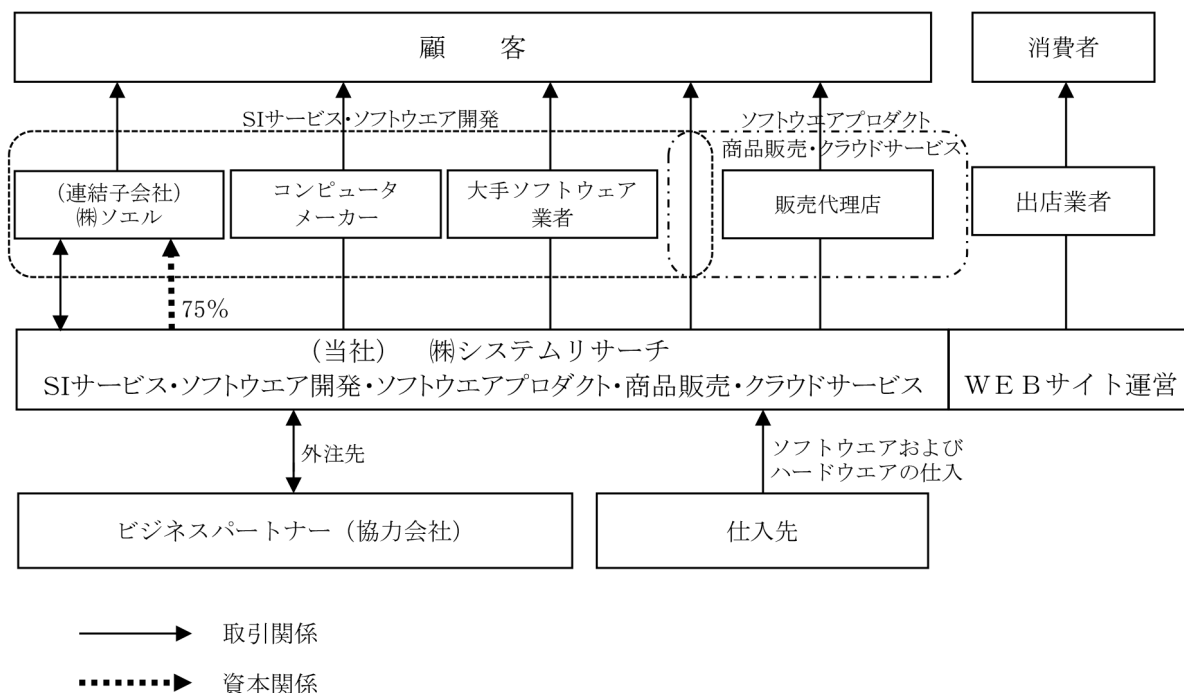 顧　　客
消費者
SIサービス・ソフトウエア開発
ソフトウエアプロダクト
商品販売・クラウドサービス
(連結子会社)
㈱ソエル
コンピュータ
メーカー
大手ソフトウェア
業者
販売代理店
出店業者
75%
(当社)　㈱システムリサーチ
SIサービス・ソフトウエア開発・ソフトウエアプロダクト・商品販売・クラウドサービス
ＷＥＢサイト運営
外注先
ソフトウエアおよび
ハードウエアの仕入
ビジネスパートナー（協力会社）
仕入先
取引関係
資本関係